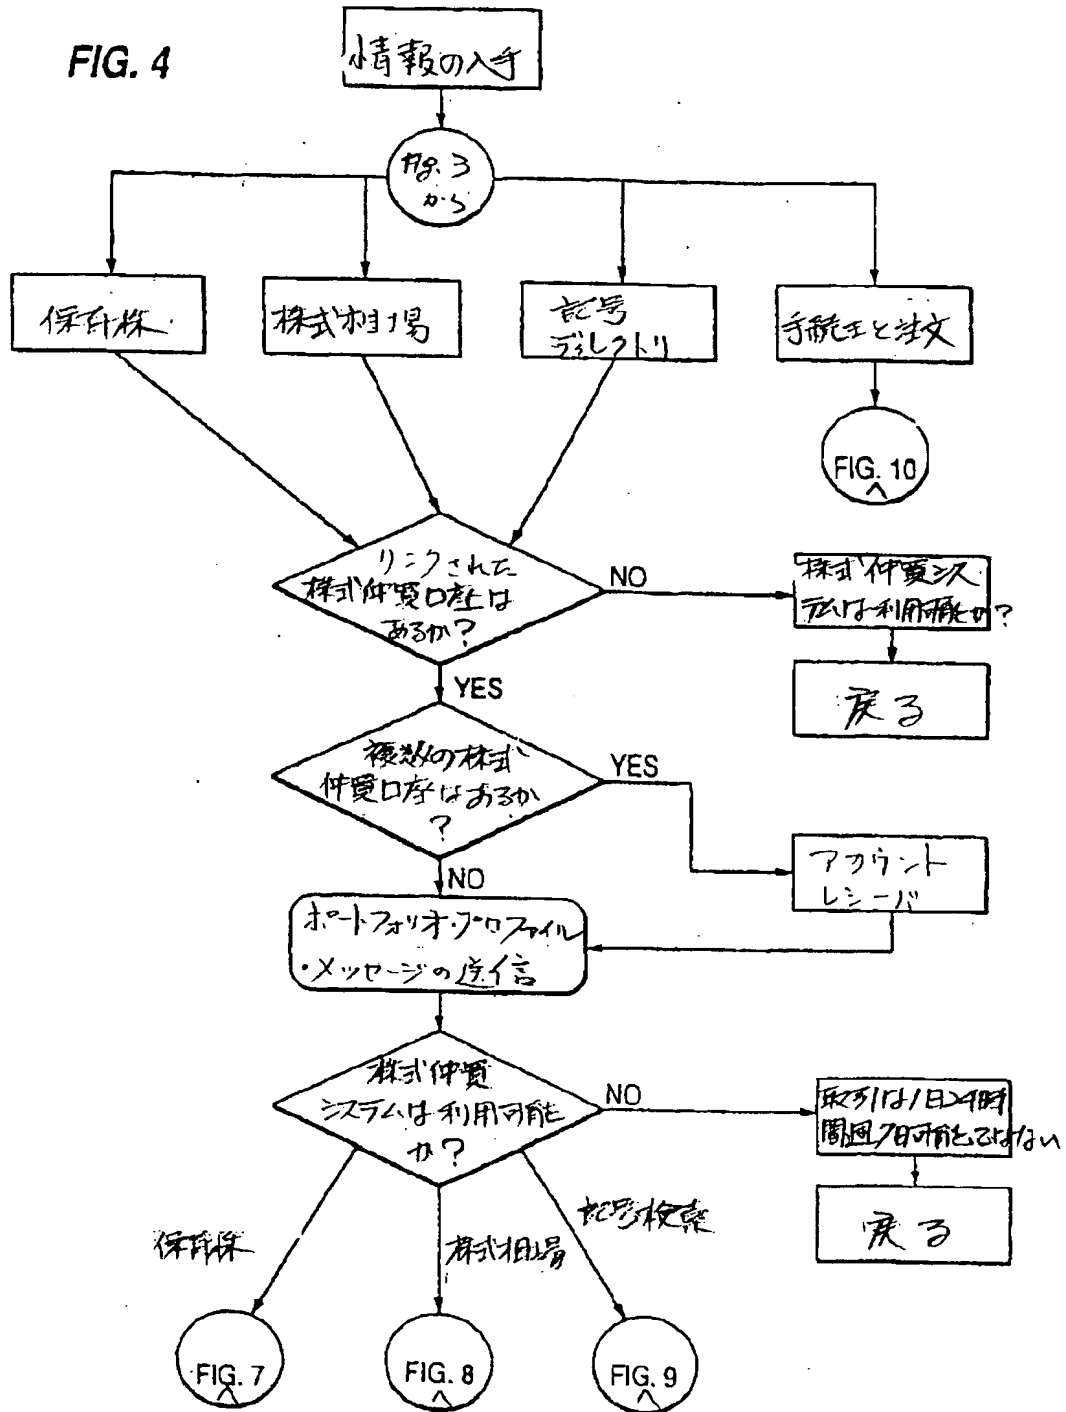 FIG. 4
情報の入手
Fig. 3
から
保有株
株式相場
記号
ディレクトリ
手続きと注文
FIG. 10
へ
リンクされた
株式仲買口座は
あるか?
NO
株式仲買シス
テムは利用可能か?
戻る
YES
複数の株式
仲買口座はあるか
?
YES
NO
アカウント
レシーバ
ポートフォリオ・プロファイル
・メッセージの送信
株式仲買
システムは利用可能
か?
NO
取引は1日24時
間週7日可能ではない
戻る
保有株
株式相場
記号検索
FIG. 7
へ
FIG. 8
へ
FIG. 9
へ